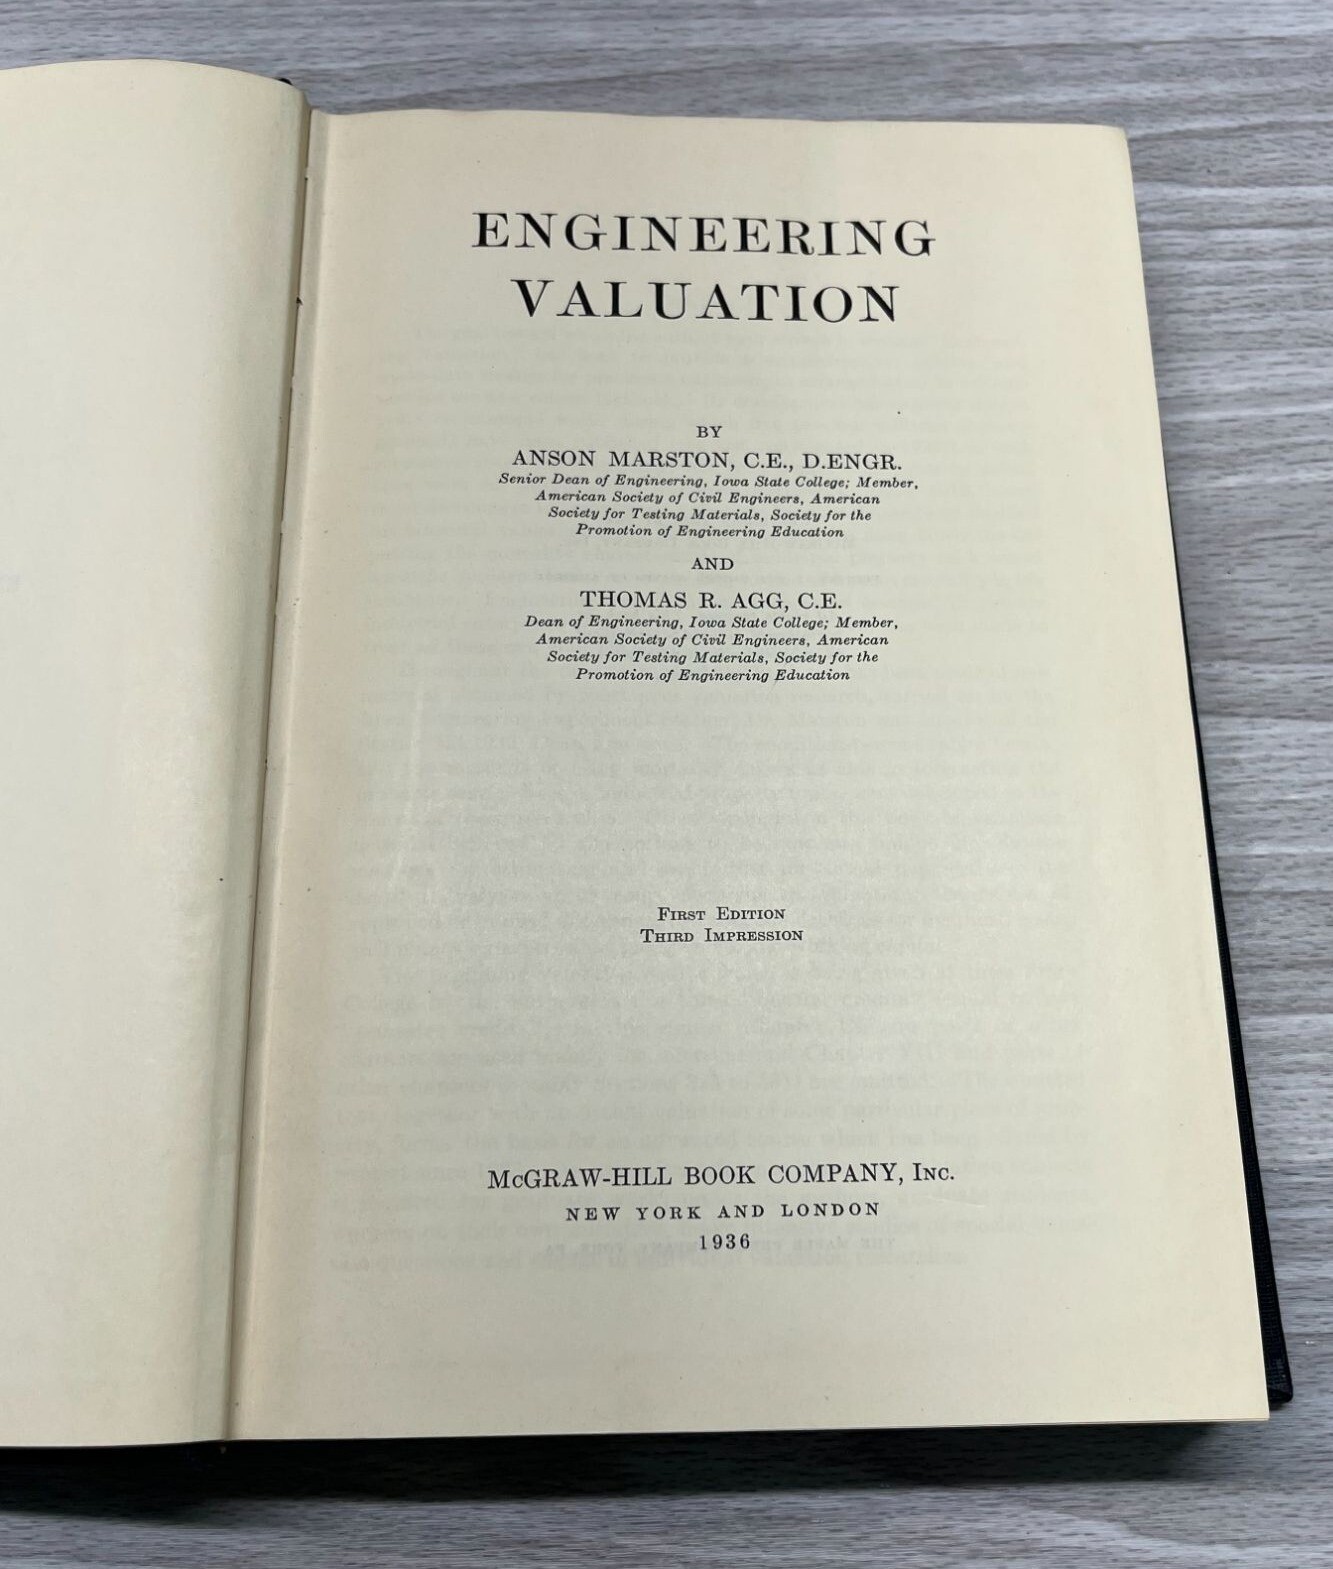 ENGINEERING
VALUATION
BY
ANSON MARSTON, C.E., D.ENGR.
Senior Dean of Engineering, Iowa State College; Member,
American Society of Civil Engineers, American
Society for Testing Materials, Society for the
Promotion of Engineering Education
AND
THOMAS R. AGG, C.E.
Dean of Engineering, Iowa State College; Member,
American Society of Civil Engineers, American
Society for Testing Materials, Society for the
Promotion of Engineering Education
FIRST EDITION
THIRD IMPRESSION
McGRAW-HILL BOOK COMPANY, INC.
NEW YORK AND LONDON
1936